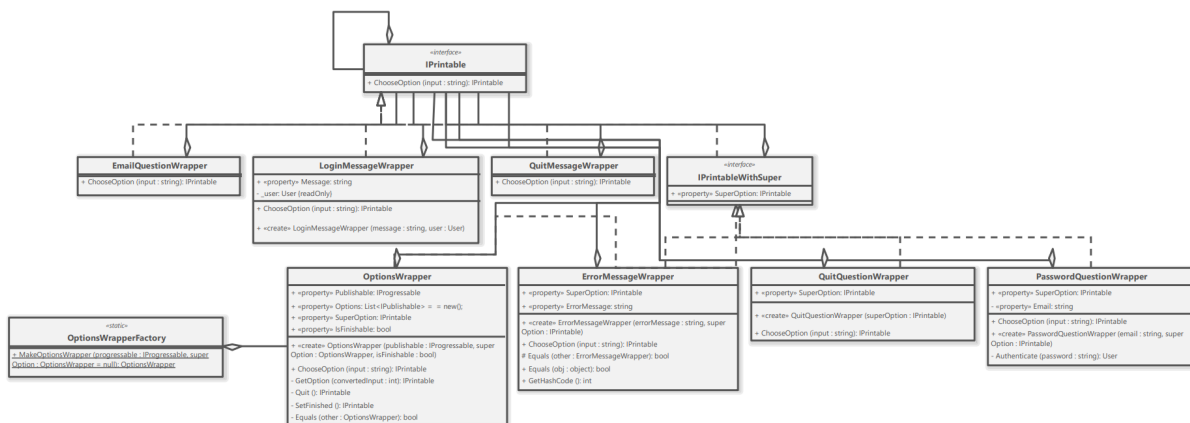 «interface»
IPrintable
+ ChooseOption (input : string): IPrintable
EmailQuestionWrapper
+ ChooseOption (input : string): IPrintable
LoginMessageWrapper
+ «property» Message: string
- _user: User (readOnly)
+ ChooseOption (input : string): IPrintable
+ «create» LoginMessageWrapper (message : string, user : User)
QuitMessageWrapper
+ ChooseOption (input : string): IPrintable
«interface»
IPrintableWithSuper
+ «property» SuperOption: IPrintable
«static»
OptionsWrapperFactory
+ MakeOptionsWrapper (progressable : IProgressable, super
Option : OptionsWrapper = null): OptionsWrapper
OptionsWrapper
+ «property» Publishable: IProgressable
+ «property» Options: List<IPublishable> = = new();
+ «property» SuperOption: IPrintable
+ «property» IsFinishable: bool
+ «create» OptionsWrapper (publishable : IProgressable, super
Option : OptionsWrapper, isFinishable : bool)
+ ChooseOption (input : string): IPrintable
- GetOption (convertedInput : int): IPrintable
- Quit (): IPrintable
- SetFinished (): IPrintable
- Equals (other : OptionsWrapper): bool
ErrorMessageWrapper
+ «property» SuperOption: IPrintable
+ «property» ErrorMessage: string
+ «create» ErrorMessageWrapper (errorMessage : string, super
Option : IPrintable)
+ ChooseOption (input : string): IPrintable
# Equals (other : ErrorMessageWrapper): bool
+ Equals (obj : object): bool
+ GetHashCode (): int
QuitQuestionWrapper
+ «property» SuperOption: IPrintable
+ «create» QuitQuestionWrapper (superOption : IPrintable)
+ ChooseOption (input : string): IPrintable
PasswordQuestionWrapper
+ «property» SuperOption: IPrintable
- «property» Email: string
+ ChooseOption (input : string): IPrintable
+ «create» PasswordQuestionWrapper (email : string, super
Option : IPrintable)
- Authenticate (password : string): User